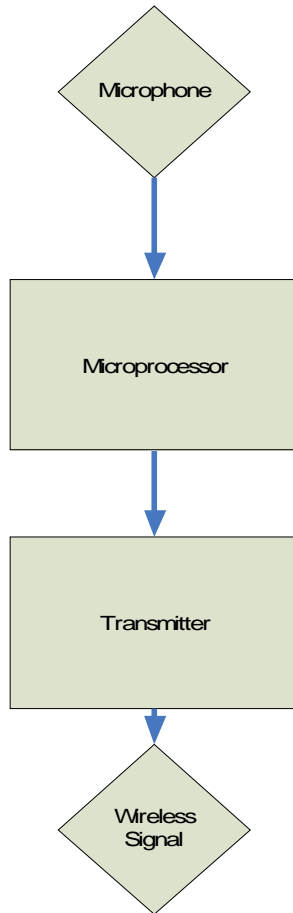 Microphone
Microprocessor
Transmitter
Wireless
Signal